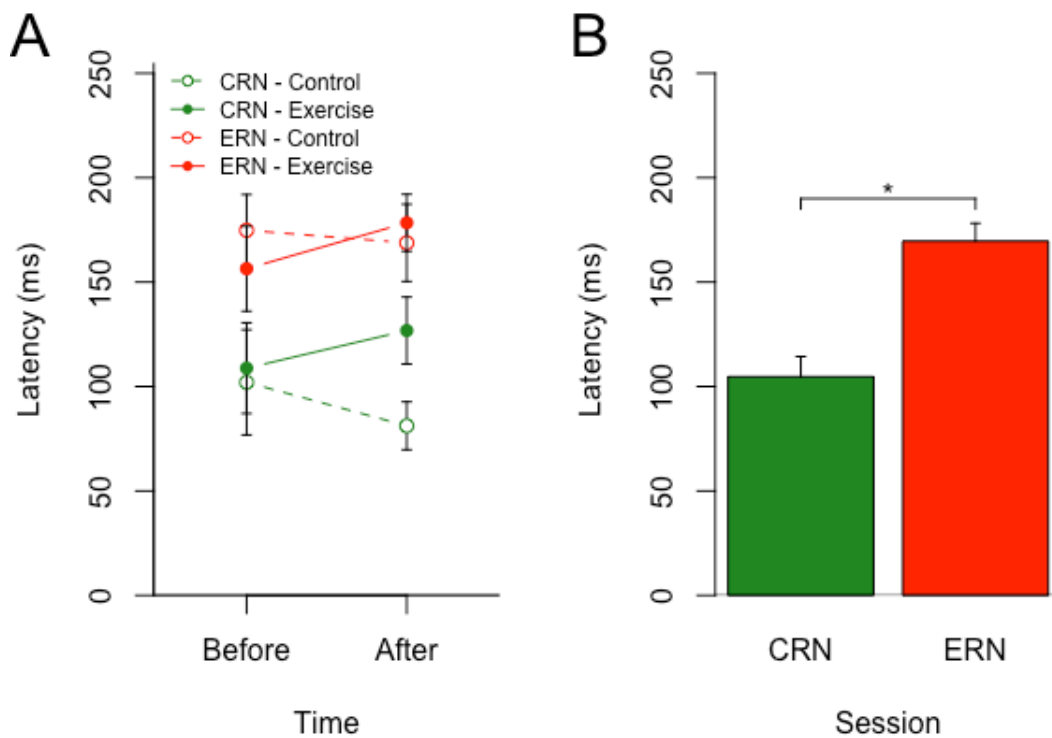 A
Latency (ms)
250
200
150
100
50
0
CRN - Control
CRN - Exercise
ERN - Control
ERN - Exercise
Before
After
Time
B
Latency (ms)
250
200
150
100
50
0
*
CRN
ERN
Session